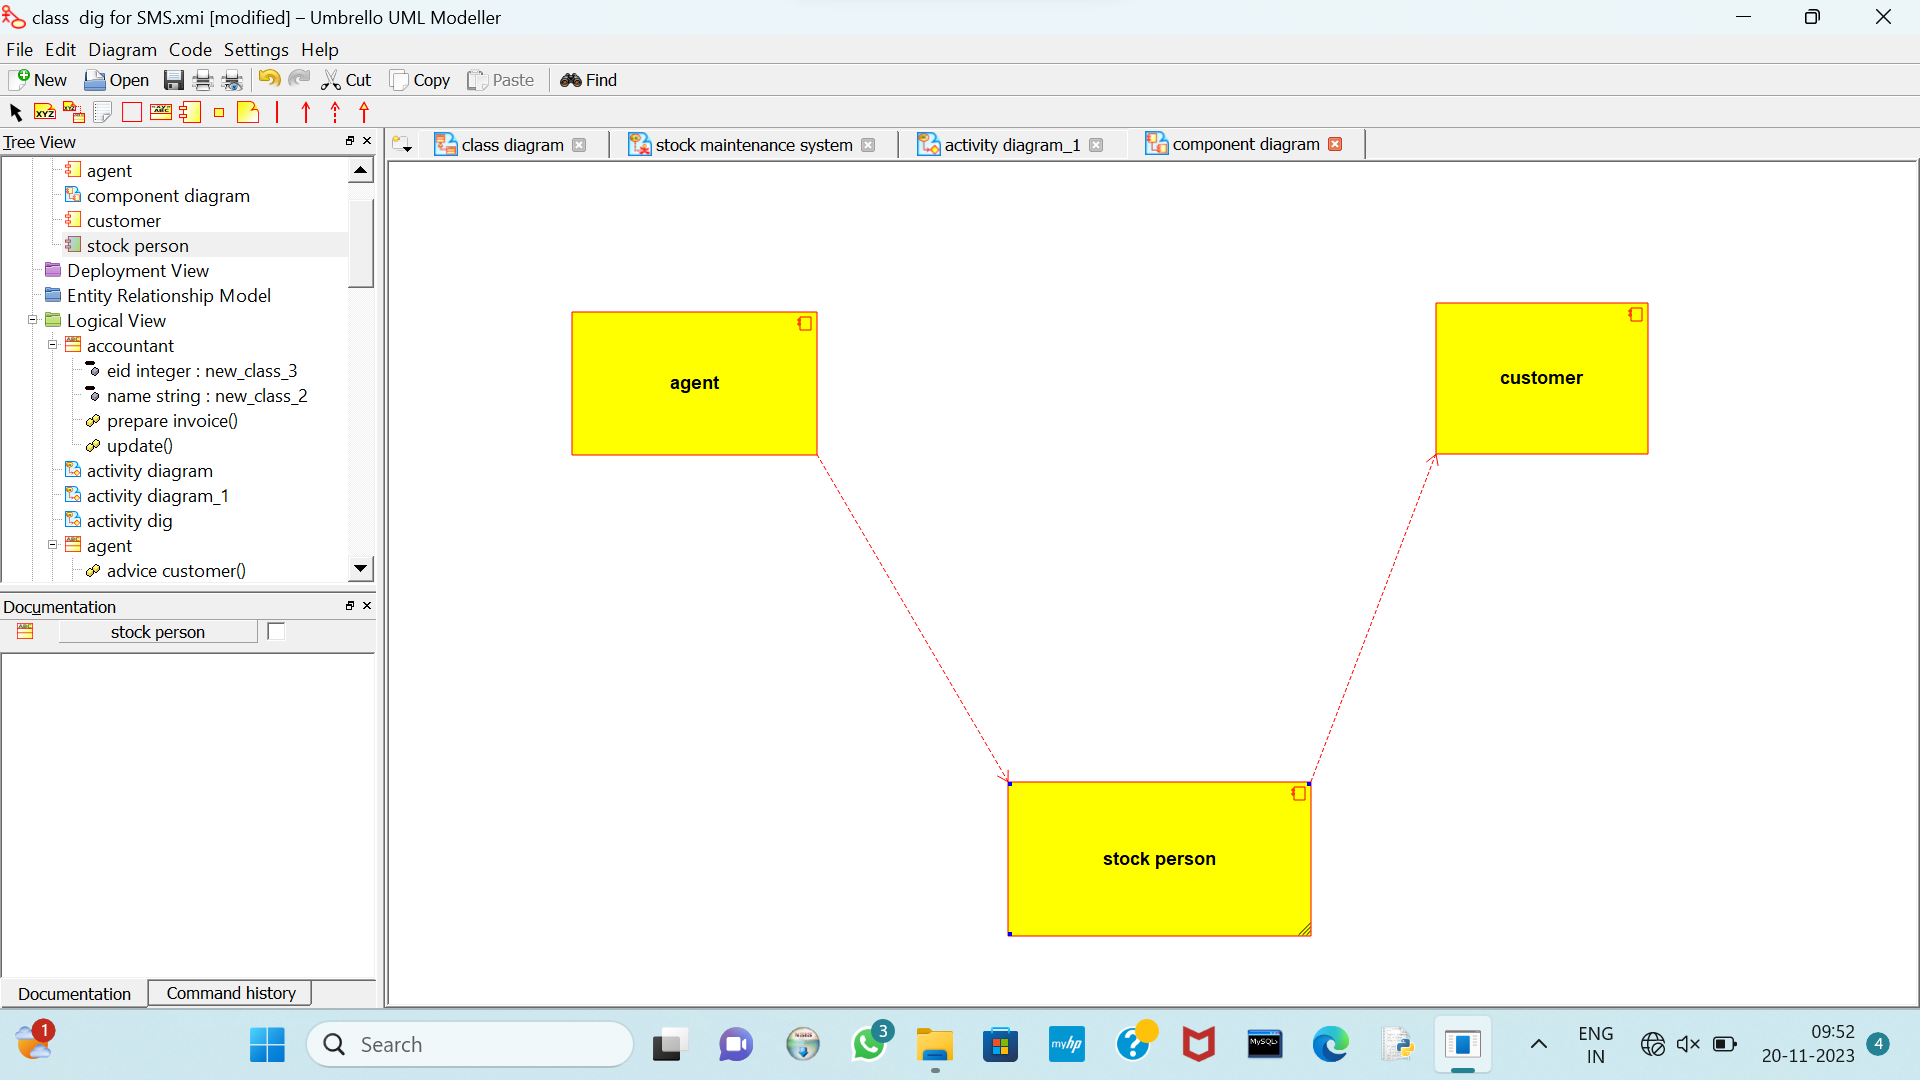 class  dig for SMS.xmi [modified] – Umbrello UML Modeller
File Edit Diagram Code Settings Help
New Open Cut Copy Paste Find
Tree View
class diagram stock maintenance system activity diagram_1 component diagram
agent
component diagram
customer
stock person
Deployment View
Entity Relationship Model
Logical View
accountant
eid integer : new_class_3
name string : new_class_2
prepare invoice()
update()
activity diagram
activity diagram_1
activity dig
agent
advice customer()
agent
customer
stock person
Documentation
stock person
Documentation Command history
1
Search
3
myhp
MySQL
ENG
IN
09:52
20-11-2023
4